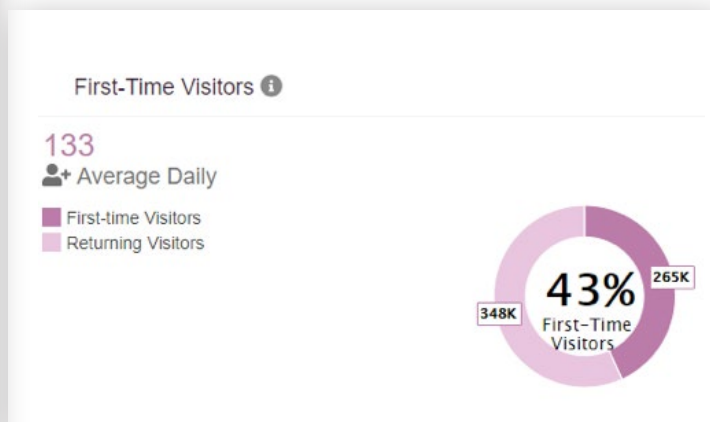 First-Time Visitors i
133
Average Daily
First-time Visitors
Returning Visitors
265K
43%
348K
First-Time
Visitors